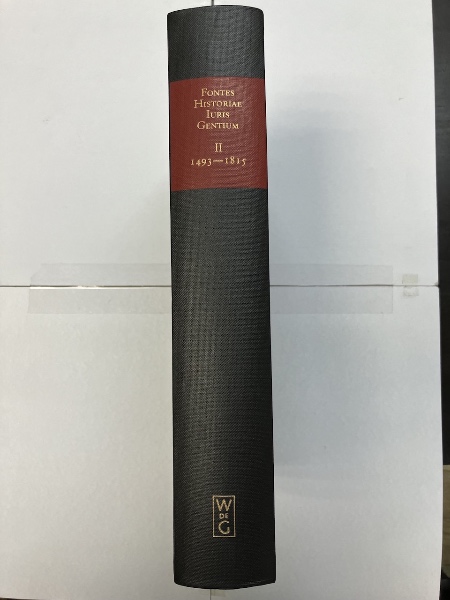 Fontes
Historiae
Iuris
Gentium
II
1493—1815
W
DE
G